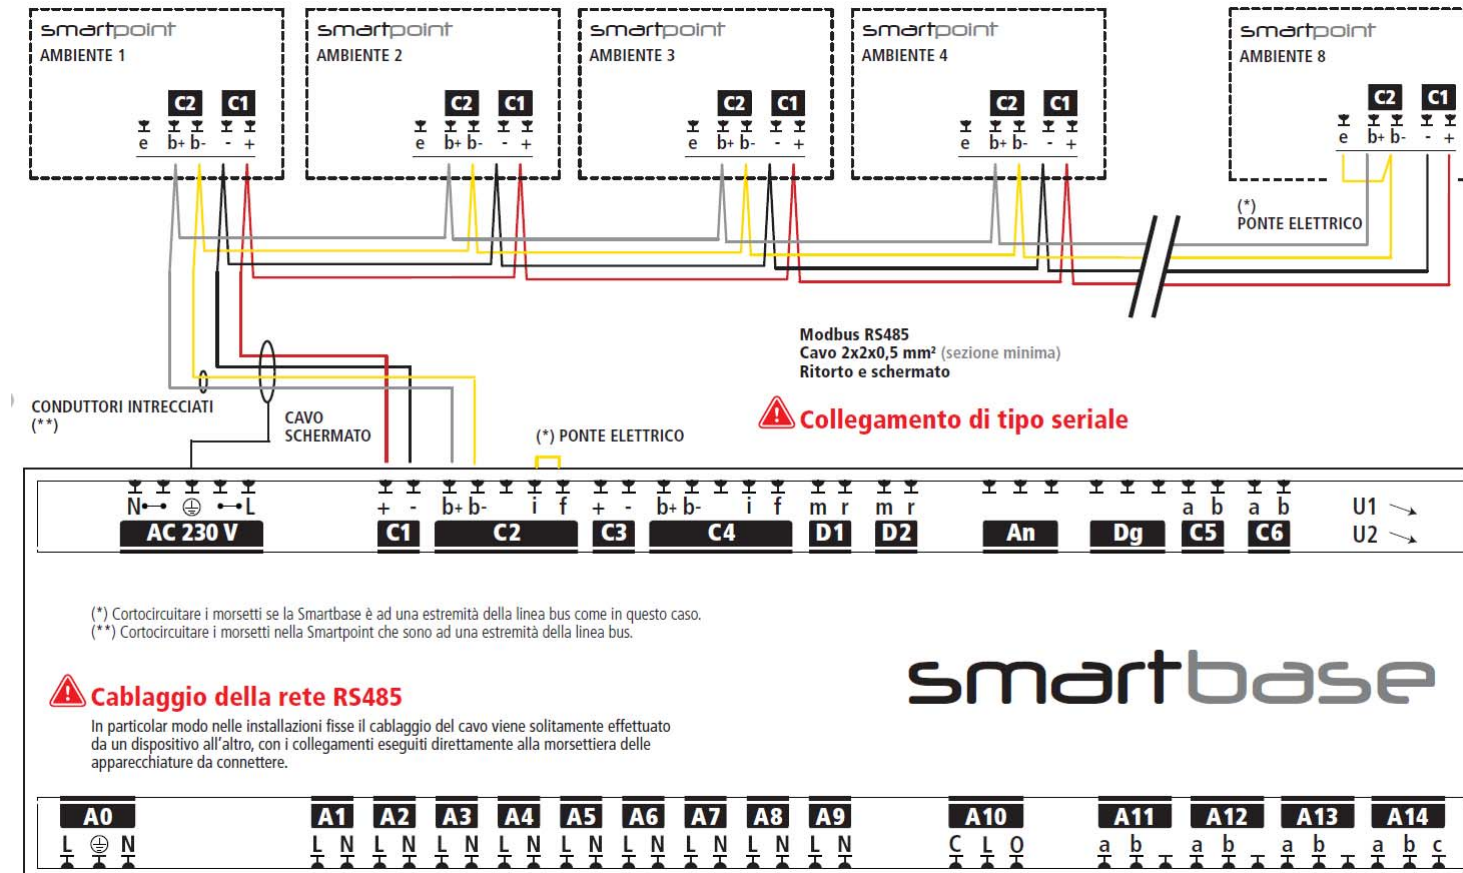 smartpoint
AMBIENTE 1
C2 C1
e b+ b- - +
smartpoint
AMBIENTE 2
C2 C1
e b+ b- - +
smartpoint
AMBIENTE 3
C2 C1
e b+ b- - +
smartpoint
AMBIENTE 4
C2 C1
e b+ b- - +
smartpoint
AMBIENTE 8
C2 C1
e b+ b- - +
(*)
PONTE ELETTRICO
Modbus RS485
Cavo 2x2x0,5 mm² (sezione minima)
Ritorto e schermato
Collegamento di tipo seriale
CONDUTTORI INTRECCIATI
(**)
CAVO
SCHERMATO
(*) PONTE ELETTRICO
N L + - b+ b- i f + - b+ b- i f m r m r a b a b
AC 230 V C1 C2 C3 C4 D1 D2 An Dg C5 C6
U1
U2
(*) Cortocircuitare i morsetti se la Smartbase è ad una estremità della linea bus come in questo caso.
(**) Cortocircuitare i morsetti nella Smartpoint che sono ad una estremità della linea bus.
smartbase
Cablaggio della rete RS485
In particolar modo nelle installazioni fisse il cablaggio del cavo viene solitamente effettuato
da un dispositivo all'altro, con i collegamenti eseguiti direttamente alla morsettiera delle
apparecchiature da connettere.
A0 A1 A2 A3 A4 A5 A6 A7 A8 A9 A10 A11 A12 A13 A14
L N L N L N L N L N L N L N L N L N L N C L O a b a b a b a b c